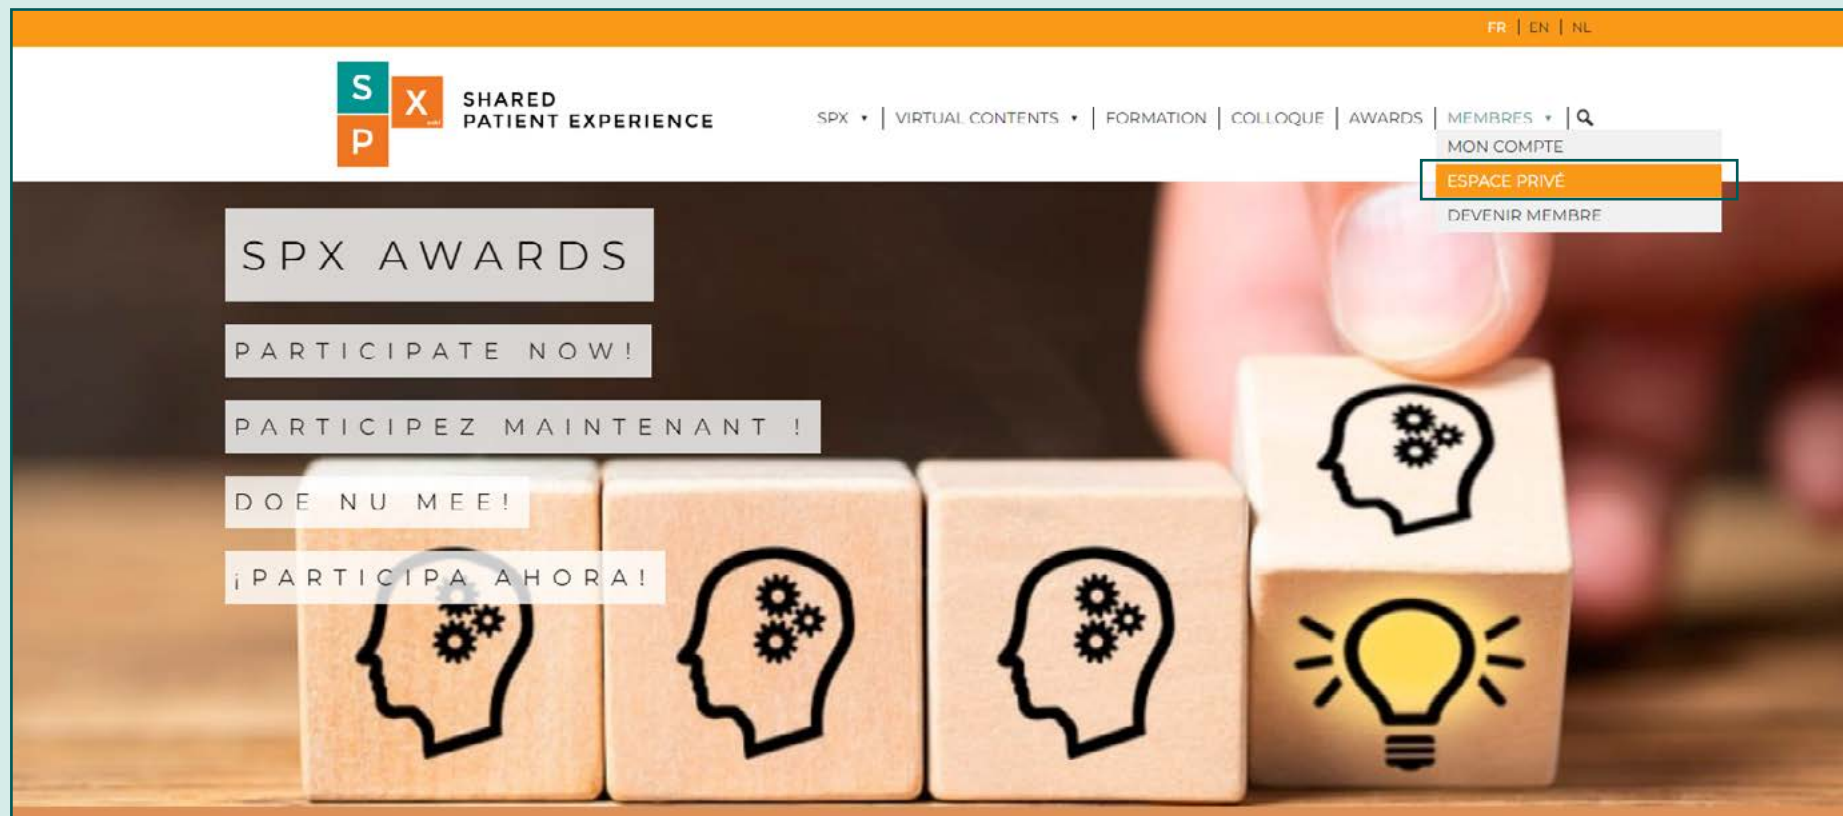 FR | EN | NL
S
X
P
SHARED
PATIENT EXPERIENCE
SPX ▾ | VIRTUAL CONTENTS ▾ | FORMATION | COLLOQUE | AWARDS | MEMBRES ▾ |
MON COMPTE
ESPACE PRIVÉ
DEVENIR MEMBRE
SPX AWARDS
PARTICIPATE NOW!
PARTICIPEZ MAINTENANT !
DOE NU MEE!
¡PARTICIPA AHORA!